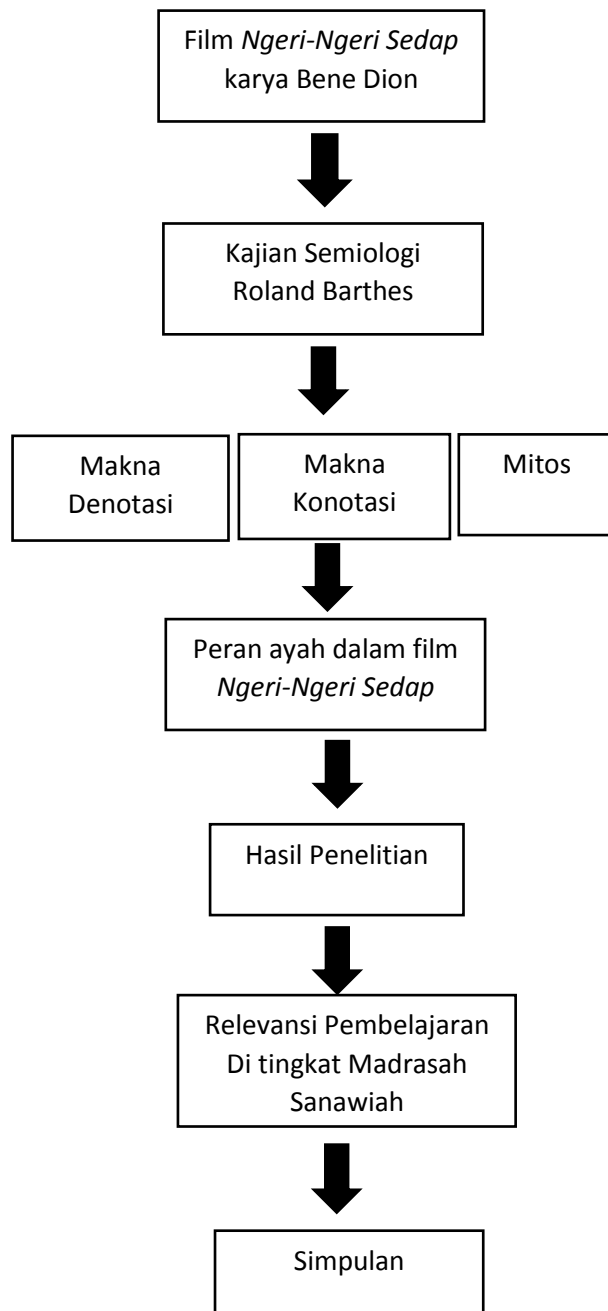 Film Ngeri-Ngeri Sedap
karya Bene Dion
Kajian Semiologi
Roland Barthes
Makna
Denotasi
Makna
Konotasi
Mitos
Peran ayah dalam film
Ngeri-Ngeri Sedap
Hasil Penelitian
Relevansi Pembelajaran
Di tingkat Madrasah
Sanawiah
Simpulan